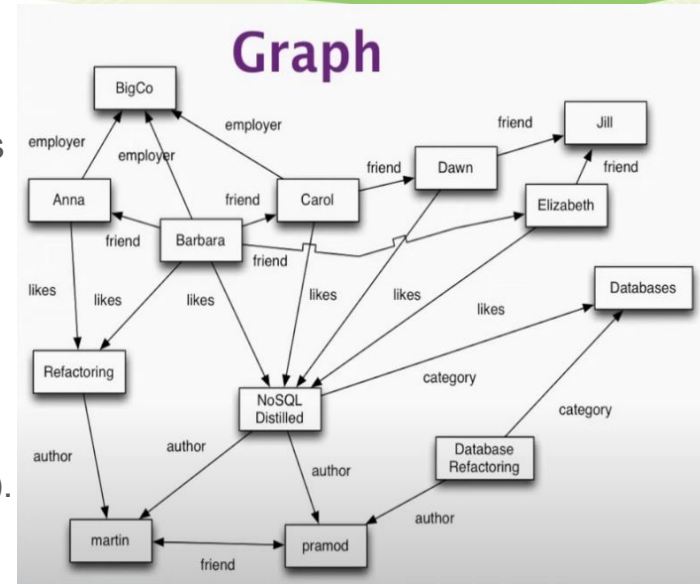 Graph
BigCo
employer
employer
employer
friend
Jill
s
Anna
friend
Carol
friend
Dawn
friend
Elizabeth
friend
Barbara
friend
likes
likes
likes
likes
likes
likes
Databases
Refactoring
NoSQL
Distilled
category
category
author
author
author
Database
Refactoring
).
martin
friend
pramod
author